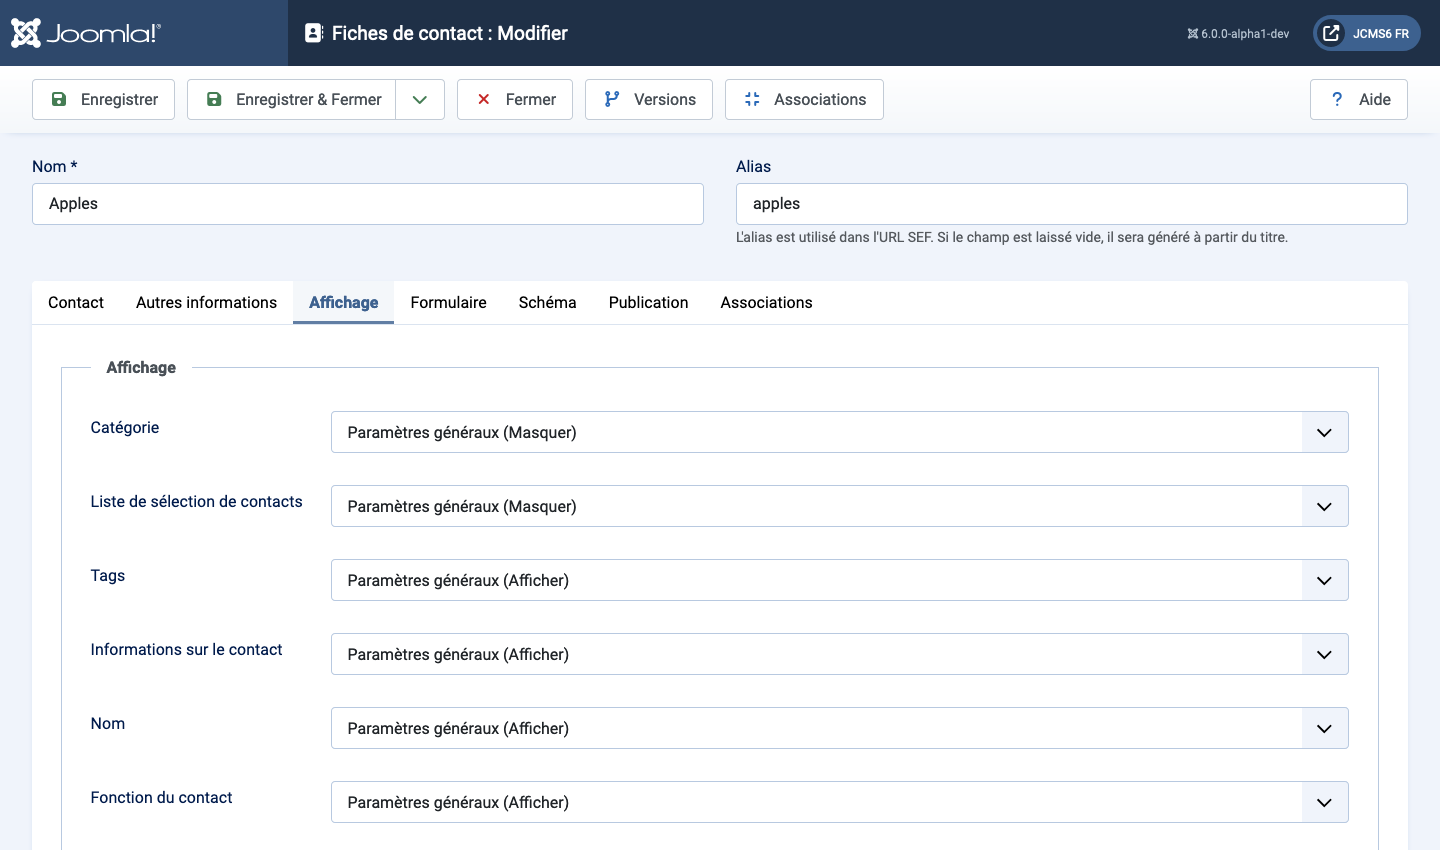 Joomla!®
Fiches de contact : Modifier
6.0.0-alpha1-dev
JCMS6 FR
Enregistrer
Enregistrer & Fermer
Fermer
Versions
Associations
? Aide
Nom *
Alias
Apples
apples
L'alias est utilisé dans l'URL SEF. Si le champ est laissé vide, il sera généré à partir du titre.
Contact
Autres informations
Affichage
Formulaire
Schéma
Publication
Associations
Affichage
Catégorie
Paramètres généraux (Masquer)
Liste de sélection de contacts
Paramètres généraux (Masquer)
Tags
Paramètres généraux (Afficher)
Informations sur le contact
Paramètres généraux (Afficher)
Nom
Paramètres généraux (Afficher)
Fonction du contact
Paramètres généraux (Afficher)